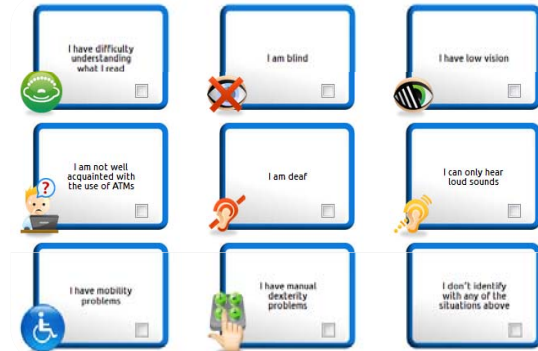 I have difficulty
understanding
what I read
I am blind
I have low vision
I am not well
acquainted with
the use of ATMs
?
I am deaf
I can only hear
loud sounds
I have mobility
problems
I have manual
dexterity
problems
I don't identify
with any of the
situations above